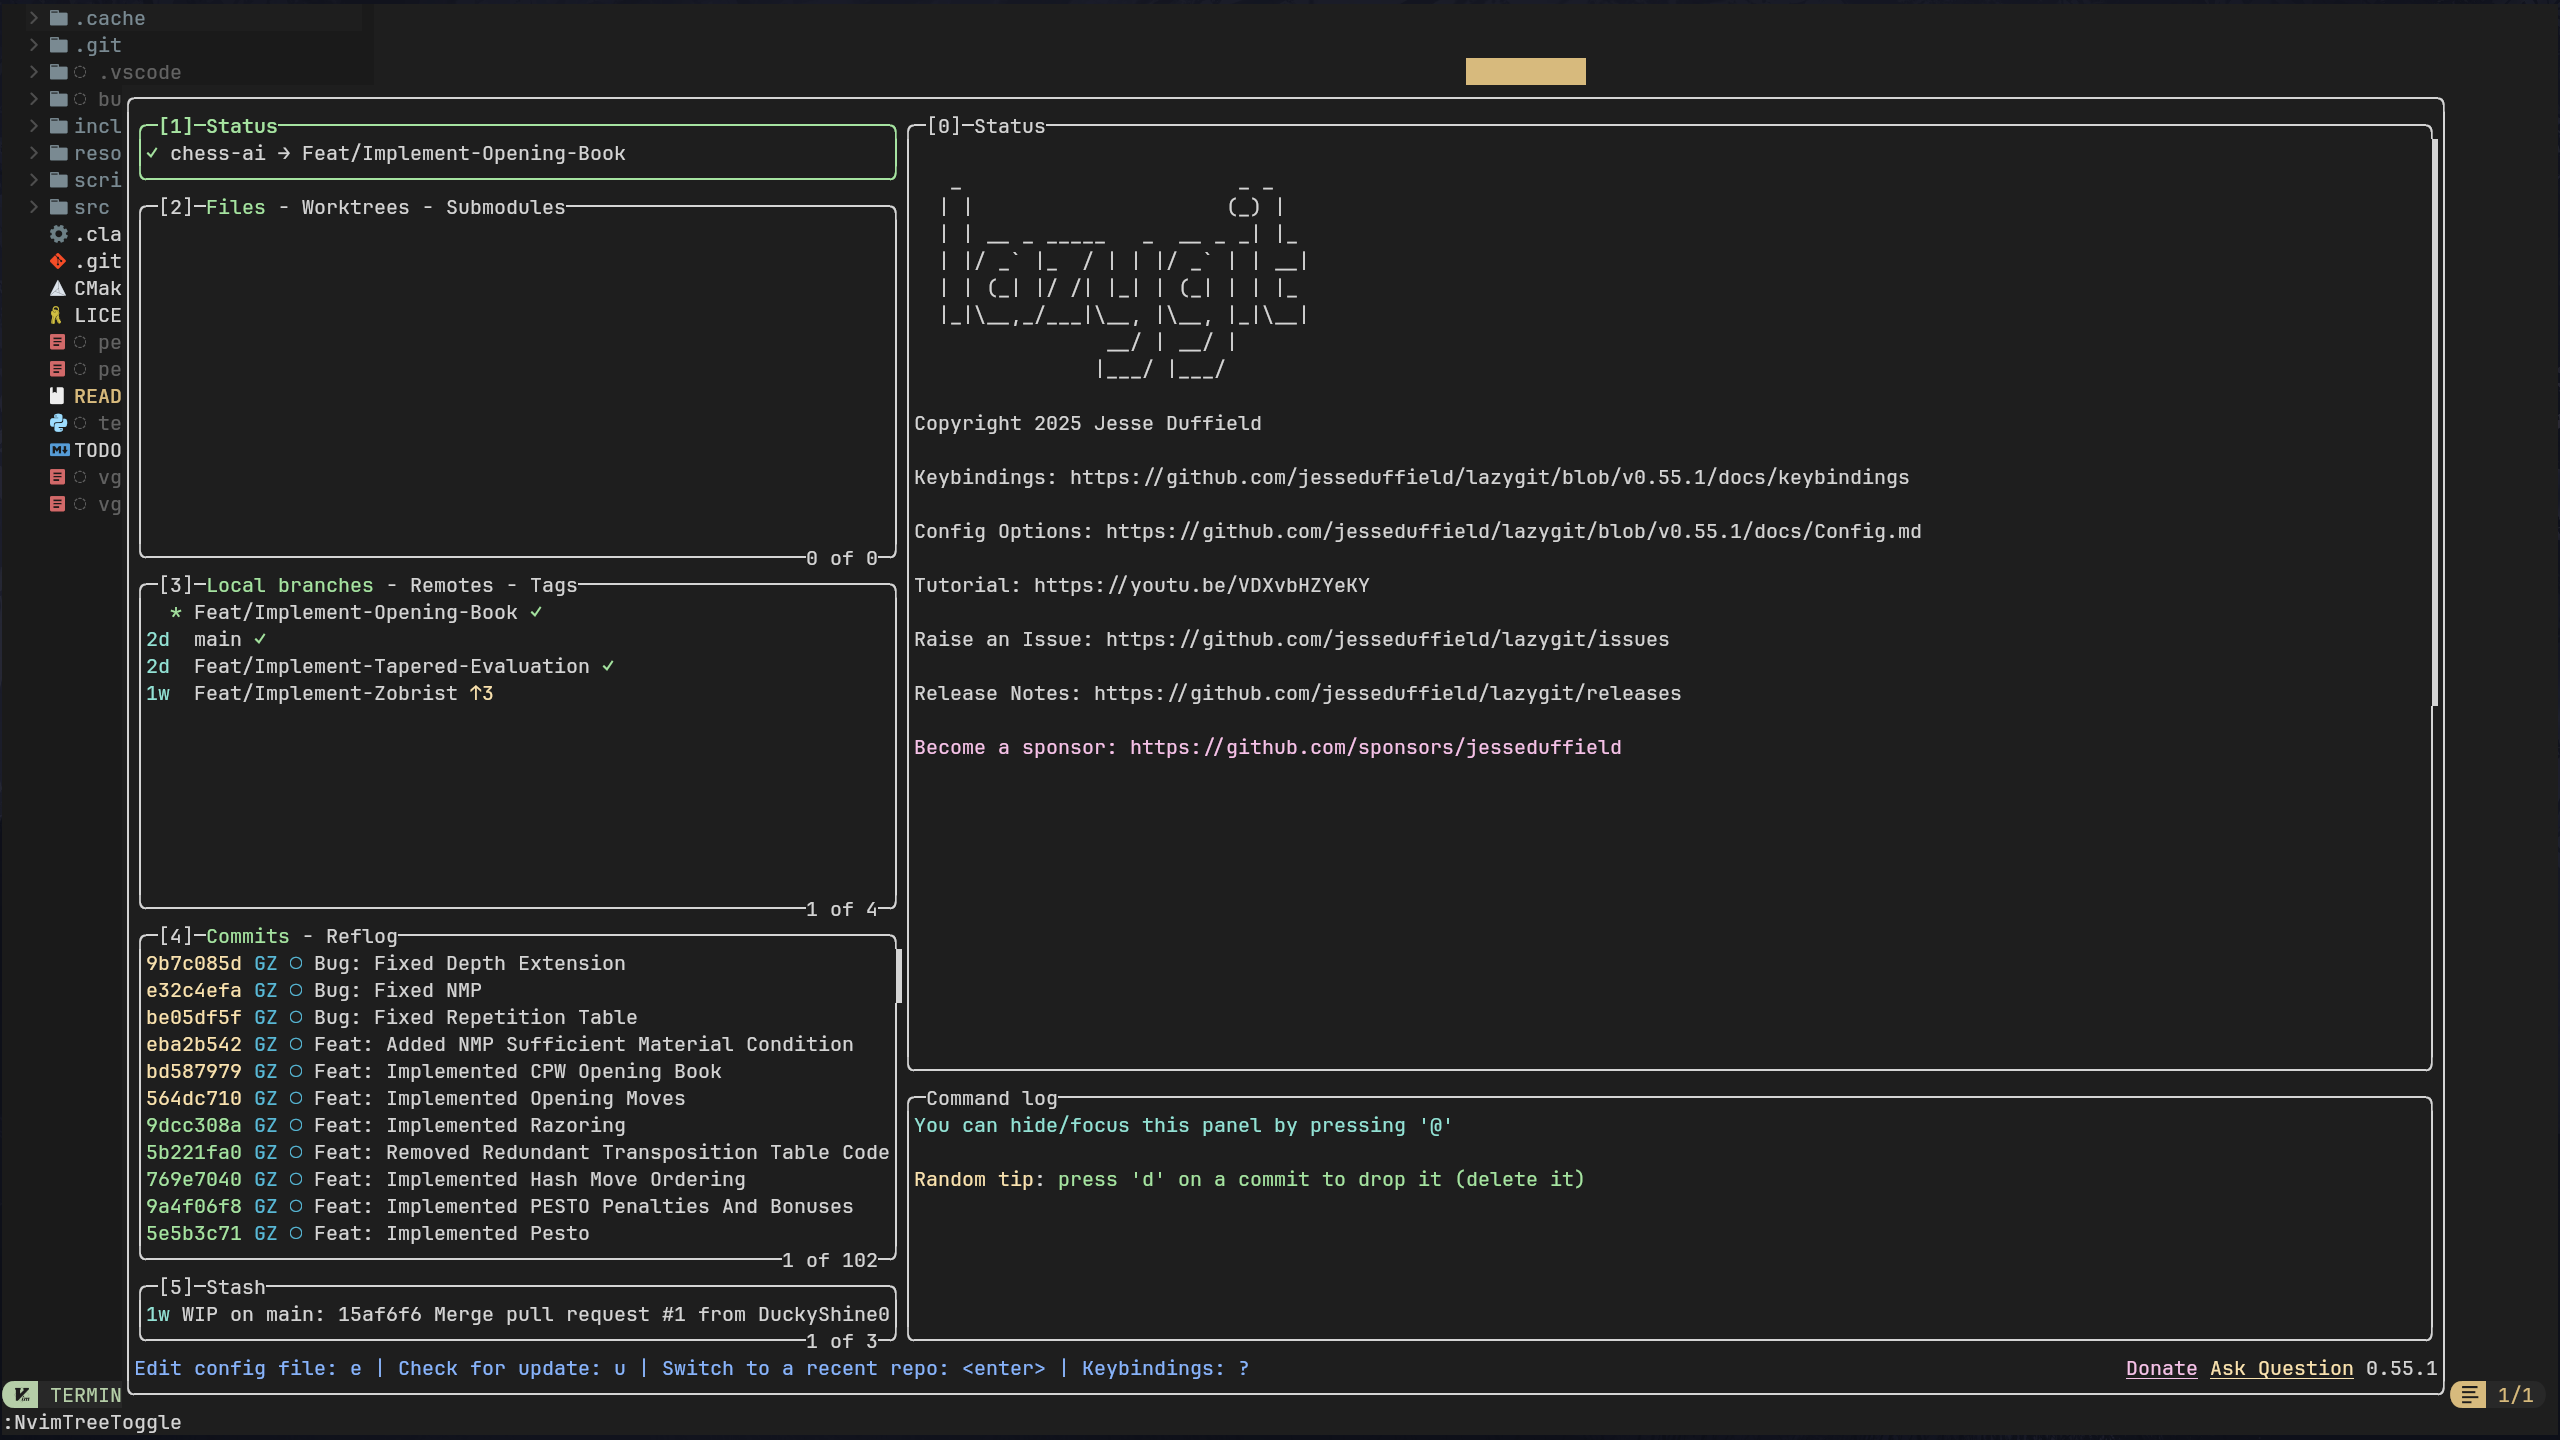 .cache
.git
.vscode
bu
incl
reso
scri
src
.cla
.git
CMak
LICE
pe
pe
READ
te
TODO
vg
vg
[1]─Status
✓ chess-ai → Feat/Implement-Opening-Book
[2]─Files - Worktrees - Submodules
0 of 0
[3]─Local branches - Remotes - Tags
* Feat/Implement-Opening-Book ✓
2d main ✓
2d Feat/Implement-Tapered-Evaluation ✓
1w Feat/Implement-Zobrist ↑3
1 of 4
[4]─Commits - Reflog
9b7c085d GZ ○ Bug: Fixed Depth Extension
e32c4efa GZ ○ Bug: Fixed NMP
be05df5f GZ ○ Bug: Fixed Repetition Table
eba2b542 GZ ○ Feat: Added NMP Sufficient Material Condition
bd587979 GZ ○ Feat: Implemented CPW Opening Book
564dc710 GZ ○ Feat: Implemented Opening Moves
9dcc308a GZ ○ Feat: Implemented Razoring
5b221fa0 GZ ○ Feat: Removed Redundant Transposition Table Code
769e7040 GZ ○ Feat: Implemented Hash Move Ordering
9a4f06f8 GZ ○ Feat: Implemented PESTO Penalties And Bonuses
5e5b3c71 GZ ○ Feat: Implemented Pesto
1 of 102
[5]─Stash
1w WIP on main: 15af6f6 Merge pull request #1 from DuckyShine0
1 of 3
[0]─Status
lazygit
Copyright 2025 Jesse Duffield
Keybindings: https://github.com/jesseduffield/lazygit/blob/v0.55.1/docs/keybindings
Config Options: https://github.com/jesseduffield/lazygit/blob/v0.55.1/docs/Config.md
Tutorial: https://youtu.be/VDXvbHZYeKY
Raise an Issue: https://github.com/jesseduffield/lazygit/issues
Release Notes: https://github.com/jesseduffield/lazygit/releases
Become a sponsor: https://github.com/sponsors/jesseduffield
Command log
You can hide/focus this panel by pressing '@'
Random tip: press 'd' on a commit to drop it (delete it)
Edit config file: e | Check for update: u | Switch to a recent repo: <enter> | Keybindings: ?
Donate Ask Question 0.55.1
TERMIN
1/1
:NvimTreeToggle